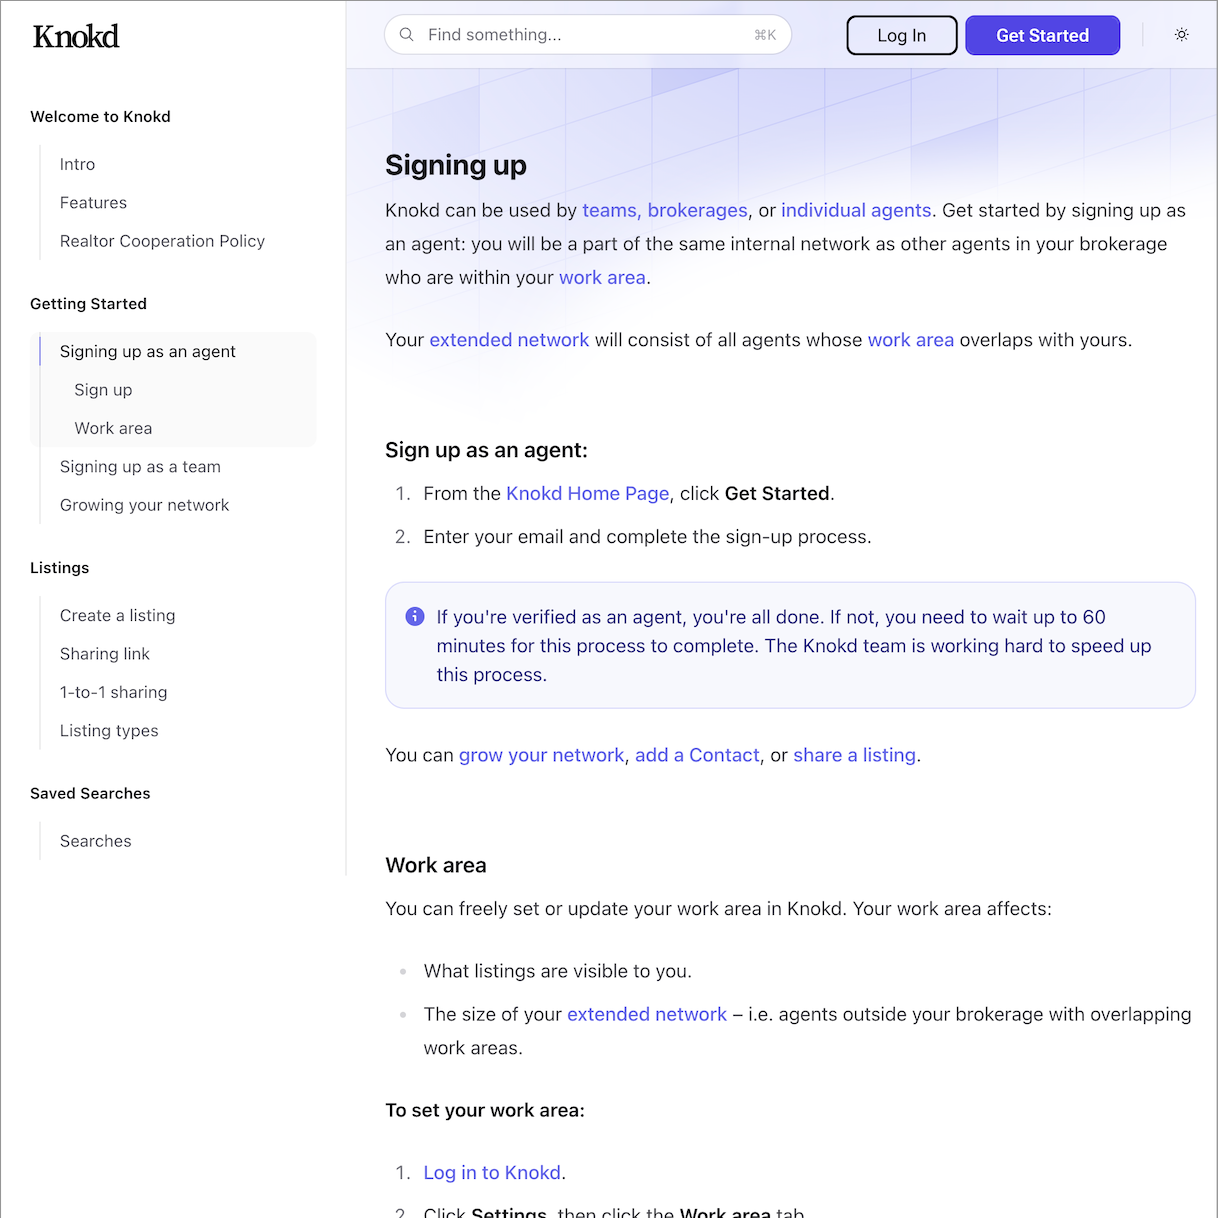 Knokd
Find something...
⌘K
Log In
Get Started
Welcome to Knokd
Intro
Features
Realtor Cooperation Policy
Getting Started
Signing up as an agent
Sign up
Work area
Signing up as a team
Growing your network
Listings
Create a listing
Sharing link
1-to-1 sharing
Listing types
Saved Searches
Searches
Signing up
Knokd can be used by teams, brokerages, or individual agents. Get started by signing up as
an agent: you will be a part of the same internal network as other agents in your brokerage
who are within your work area.
Your extended network will consist of all agents whose work area overlaps with yours.
Sign up as an agent:
1. From the Knokd Home Page, click Get Started.
2. Enter your email and complete the sign-up process.
If you're verified as an agent, you're all done. If not, you need to wait up to 60
minutes for this process to complete. The Knokd team is working hard to speed up
this process.
You can grow your network, add a Contact, or share a listing.
Work area
You can freely set or update your work area in Knokd. Your work area affects:
• What listings are visible to you.
• The size of your extended network – i.e. agents outside your brokerage with overlapping
work areas.
To set your work area:
1. Log in to Knokd.
2. Click Settings, then click the Work area tab